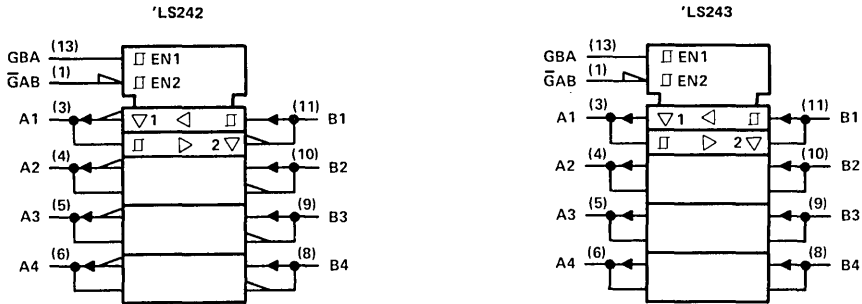 'LS242
GBA (13) EN1
G̅AB (1) EN2
A1 (3) 1 (11) B1
2
A2 (4) (10) B2
A3 (5) (9) B3
A4 (6) (8) B4
'LS243
GBA (13) EN1
G̅AB (1) EN2
A1 (3) 1 (11) B1
2
A2 (4) (10) B2
A3 (5) (9) B3
A4 (6) (8) B4